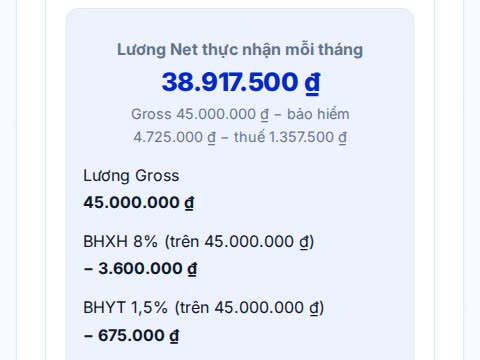 Lương Net thực nhận mỗi tháng
38.917.500 ₫
Gross 45.000.000 ₫ − bảo hiểm
4.725.000 ₫ − thuế 1.357.500 ₫
Lương Gross
45.000.000 ₫
BHXH 8% (trên 45.000.000 ₫)
− 3.600.000 ₫
BHYT 1,5% (trên 45.000.000 ₫)
− 675.000 ₫